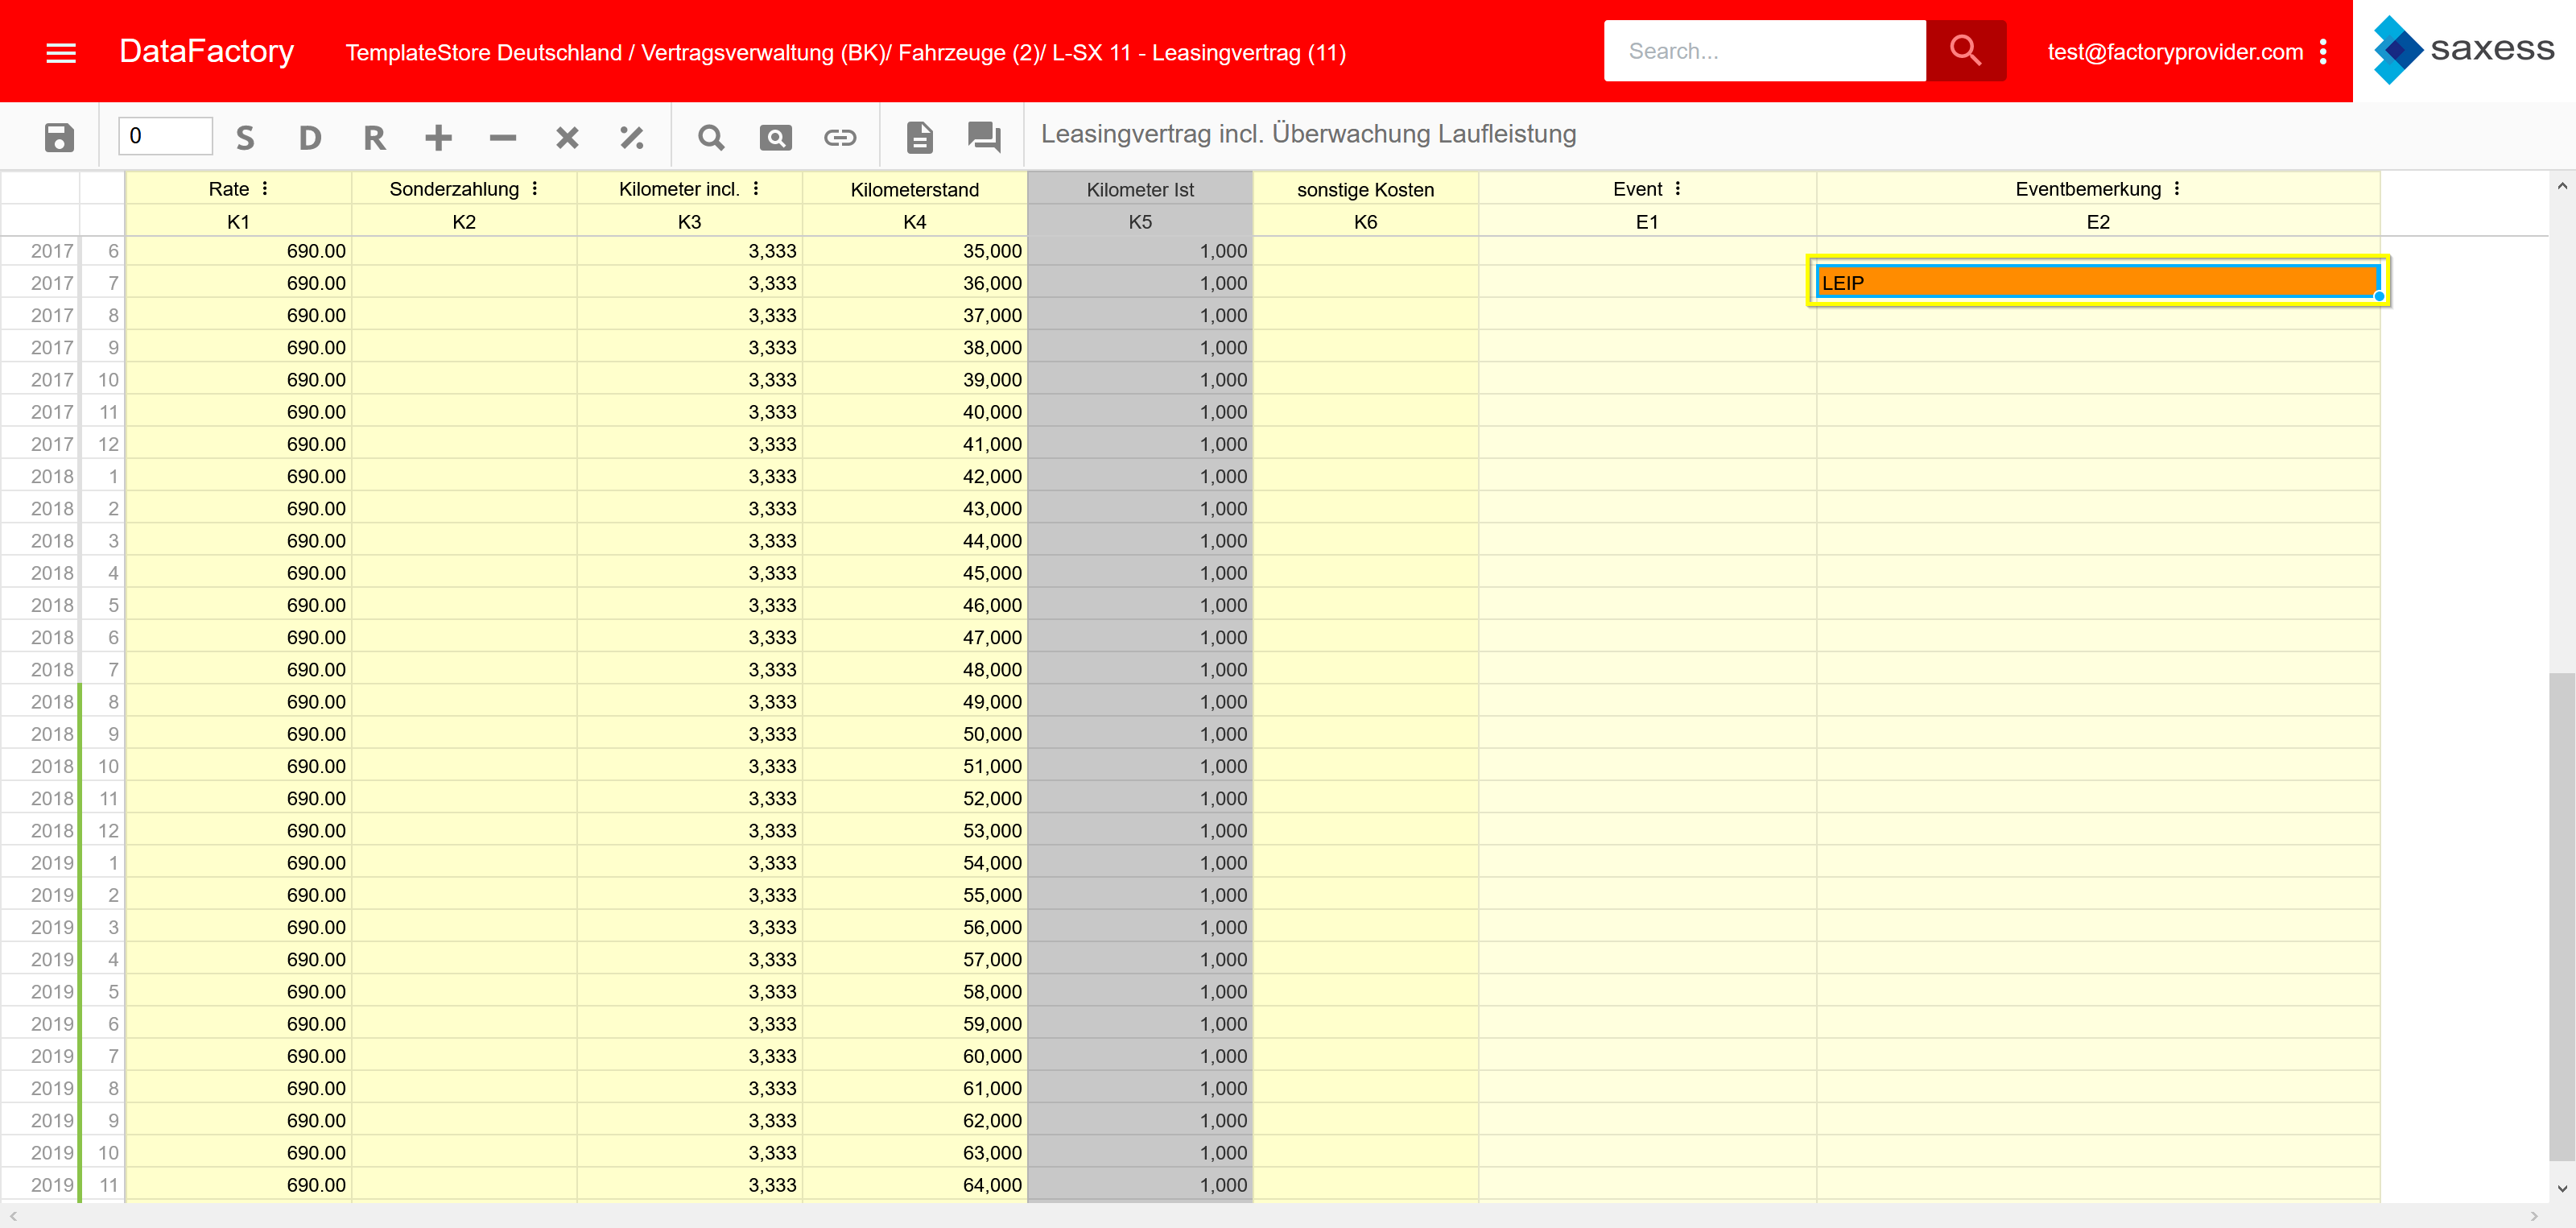 DataFactory TemplateStore Deutschland / Vertragsverwaltung (BK)/ Fahrzeuge (2)/ L-SX 11 - Leasingvertrag (11) Search... test@factoryprovider.com saxess
0 S D R Leasingvertrag incl. Überwachung Laufleistung
Rate Sonderzahlung Kilometer incl. Kilometerstand Kilometer Ist sonstige Kosten Event Eventbemerkung
K1 K2 K3 K4 K5 K6 E1 E2
2017 6 690.00 3,333 35,000 1,000
2017 7 690.00 3,333 36,000 1,000 LEIP
2017 8 690.00 3,333 37,000 1,000
2017 9 690.00 3,333 38,000 1,000
2017 10 690.00 3,333 39,000 1,000
2017 11 690.00 3,333 40,000 1,000
2017 12 690.00 3,333 41,000 1,000
2018 1 690.00 3,333 42,000 1,000
2018 2 690.00 3,333 43,000 1,000
2018 3 690.00 3,333 44,000 1,000
2018 4 690.00 3,333 45,000 1,000
2018 5 690.00 3,333 46,000 1,000
2018 6 690.00 3,333 47,000 1,000
2018 7 690.00 3,333 48,000 1,000
2018 8 690.00 3,333 49,000 1,000
2018 9 690.00 3,333 50,000 1,000
2018 10 690.00 3,333 51,000 1,000
2018 11 690.00 3,333 52,000 1,000
2018 12 690.00 3,333 53,000 1,000
2019 1 690.00 3,333 54,000 1,000
2019 2 690.00 3,333 55,000 1,000
2019 3 690.00 3,333 56,000 1,000
2019 4 690.00 3,333 57,000 1,000
2019 5 690.00 3,333 58,000 1,000
2019 6 690.00 3,333 59,000 1,000
2019 7 690.00 3,333 60,000 1,000
2019 8 690.00 3,333 61,000 1,000
2019 9 690.00 3,333 62,000 1,000
2019 10 690.00 3,333 63,000 1,000
2019 11 690.00 3,333 64,000 1,000